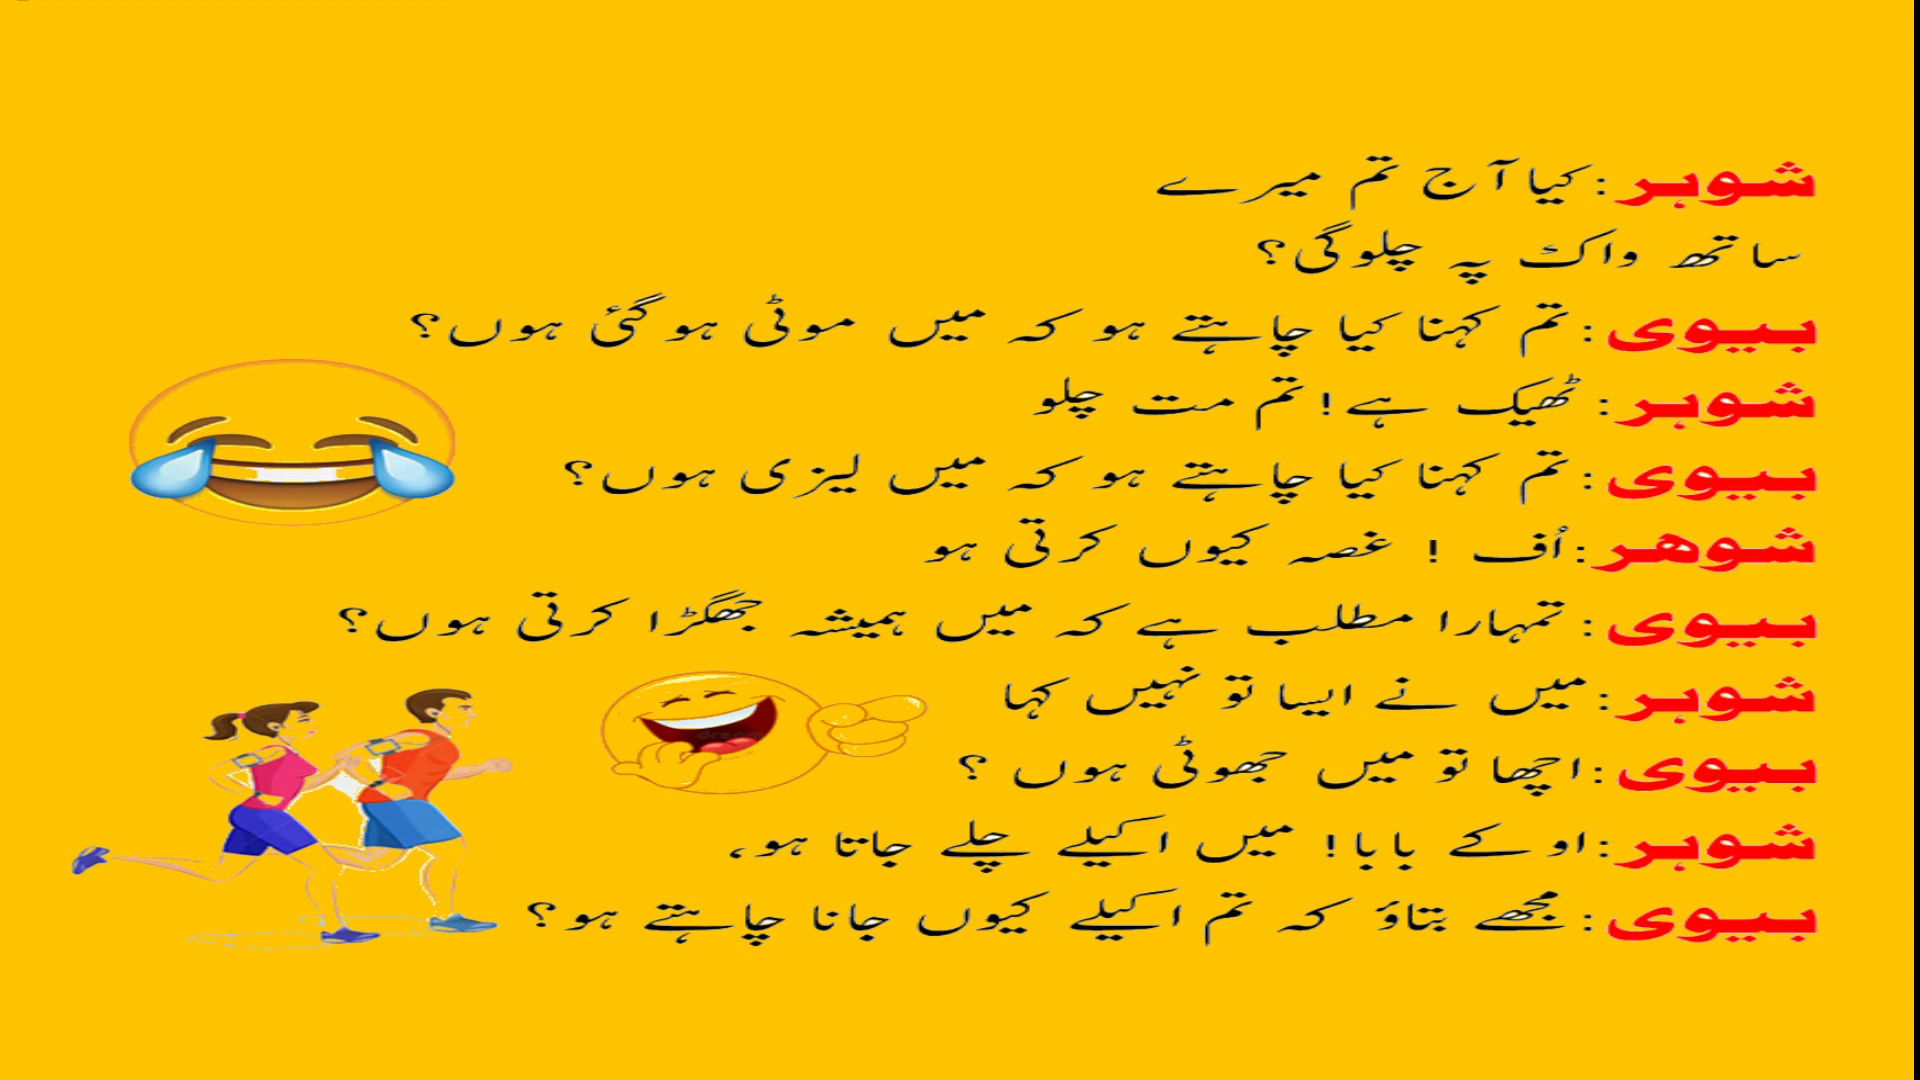 شوہر: کیا آج تم میرے
ساتھ واک پہ چلوگی؟
بیوی: تم کہنا کیا چاہتے ہو کہ میں موٹی ہوگئی ہوں؟
شوہر: ٹھیک ہے! تم مت چلو
بیوی: تم کہنا کیا چاہتے ہو کہ میں لیزی ہوں؟
شوھر: اُف ! غصہ کیوں کرتی ہو
بیوی: تمہارا مطلب ہے کہ میں ہمیشہ جھگڑا کرتی ہوں؟
شوہر: میں نے ایسا تو نہیں کہا
بیوی: اچھا تو میں جھوٹی ہوں ؟
شوہر: اوکے بابا! میں اکیلے چلے جاتا ہو،
بیوی: مجھے بتاؤ کہ تم اکیلے کیوں جانا چاہتے ہو؟